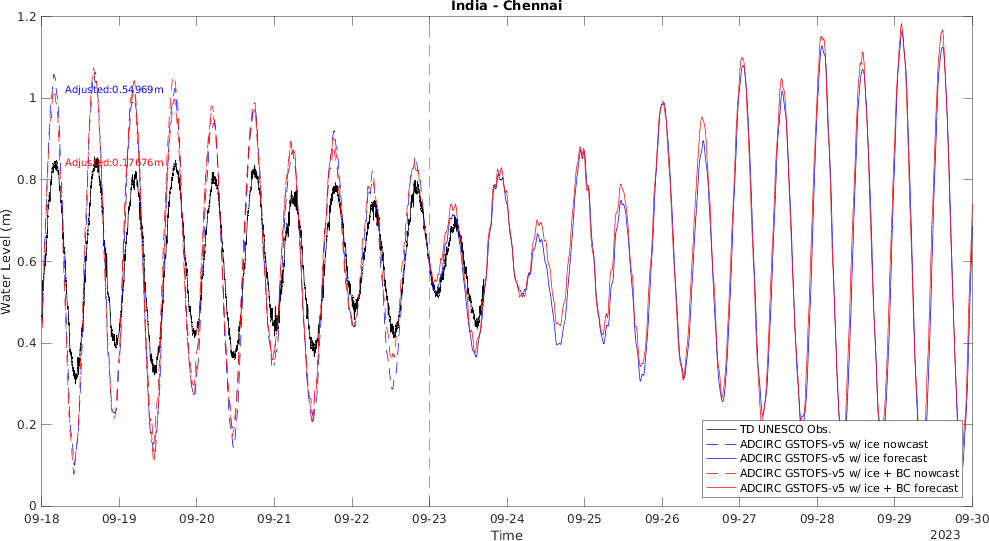 India - Chennai
Water Level (m)
1.2
1
0.8
0.6
0.4
0.2
0
Adjusted:0.54969m
Adjusted:0.17676m
TD UNESCO Obs.
ADCIRC GSTOFS-v5 w/ ice nowcast
ADCIRC GSTOFS-v5 w/ ice forecast
ADCIRC GSTOFS-v5 w/ ice + BC nowcast
ADCIRC GSTOFS-v5 w/ ice + BC forecast
09-18 09-19 09-20 09-21 09-22 09-23 09-24 09-25 09-26 09-27 09-28 09-29 09-30
Time
2023